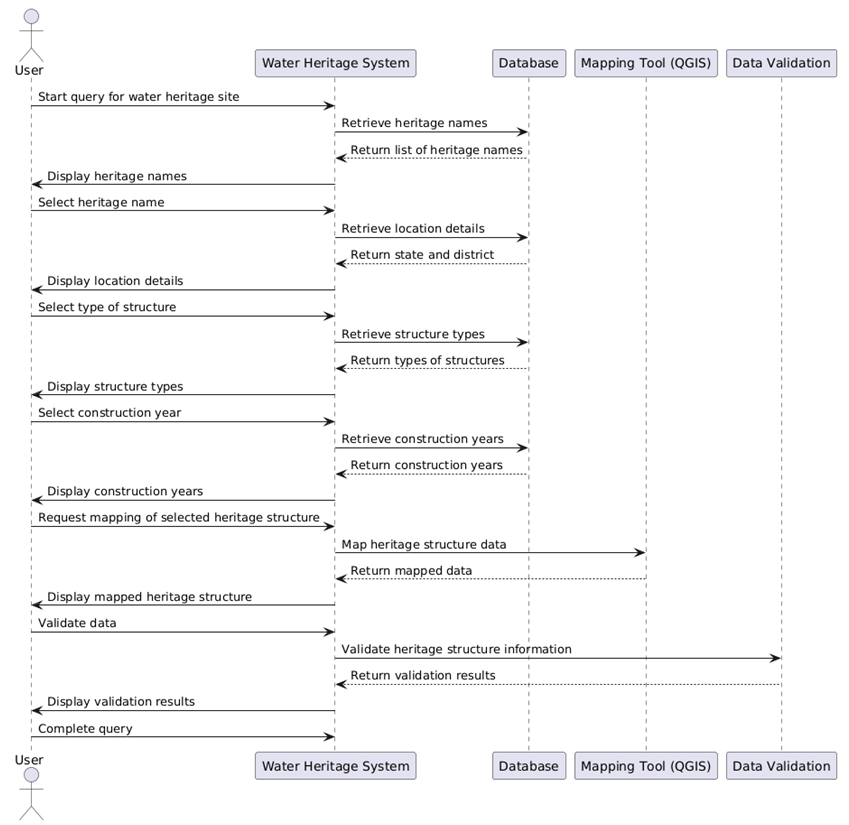 User
Water Heritage System
Database
Mapping Tool (QGIS)
Data Validation
Start query for water heritage site
Retrieve heritage names
Return list of heritage names
Display heritage names
Select heritage name
Retrieve location details
Return state and district
Display location details
Select type of structure
Retrieve structure types
Return types of structures
Display structure types
Select construction year
Retrieve construction years
Return construction years
Display construction years
Request mapping of selected heritage structure
Map heritage structure data
Return mapped data
Display mapped heritage structure
Validate data
Validate heritage structure information
Return validation results
Display validation results
Complete query
User
Water Heritage System
Database
Mapping Tool (QGIS)
Data Validation